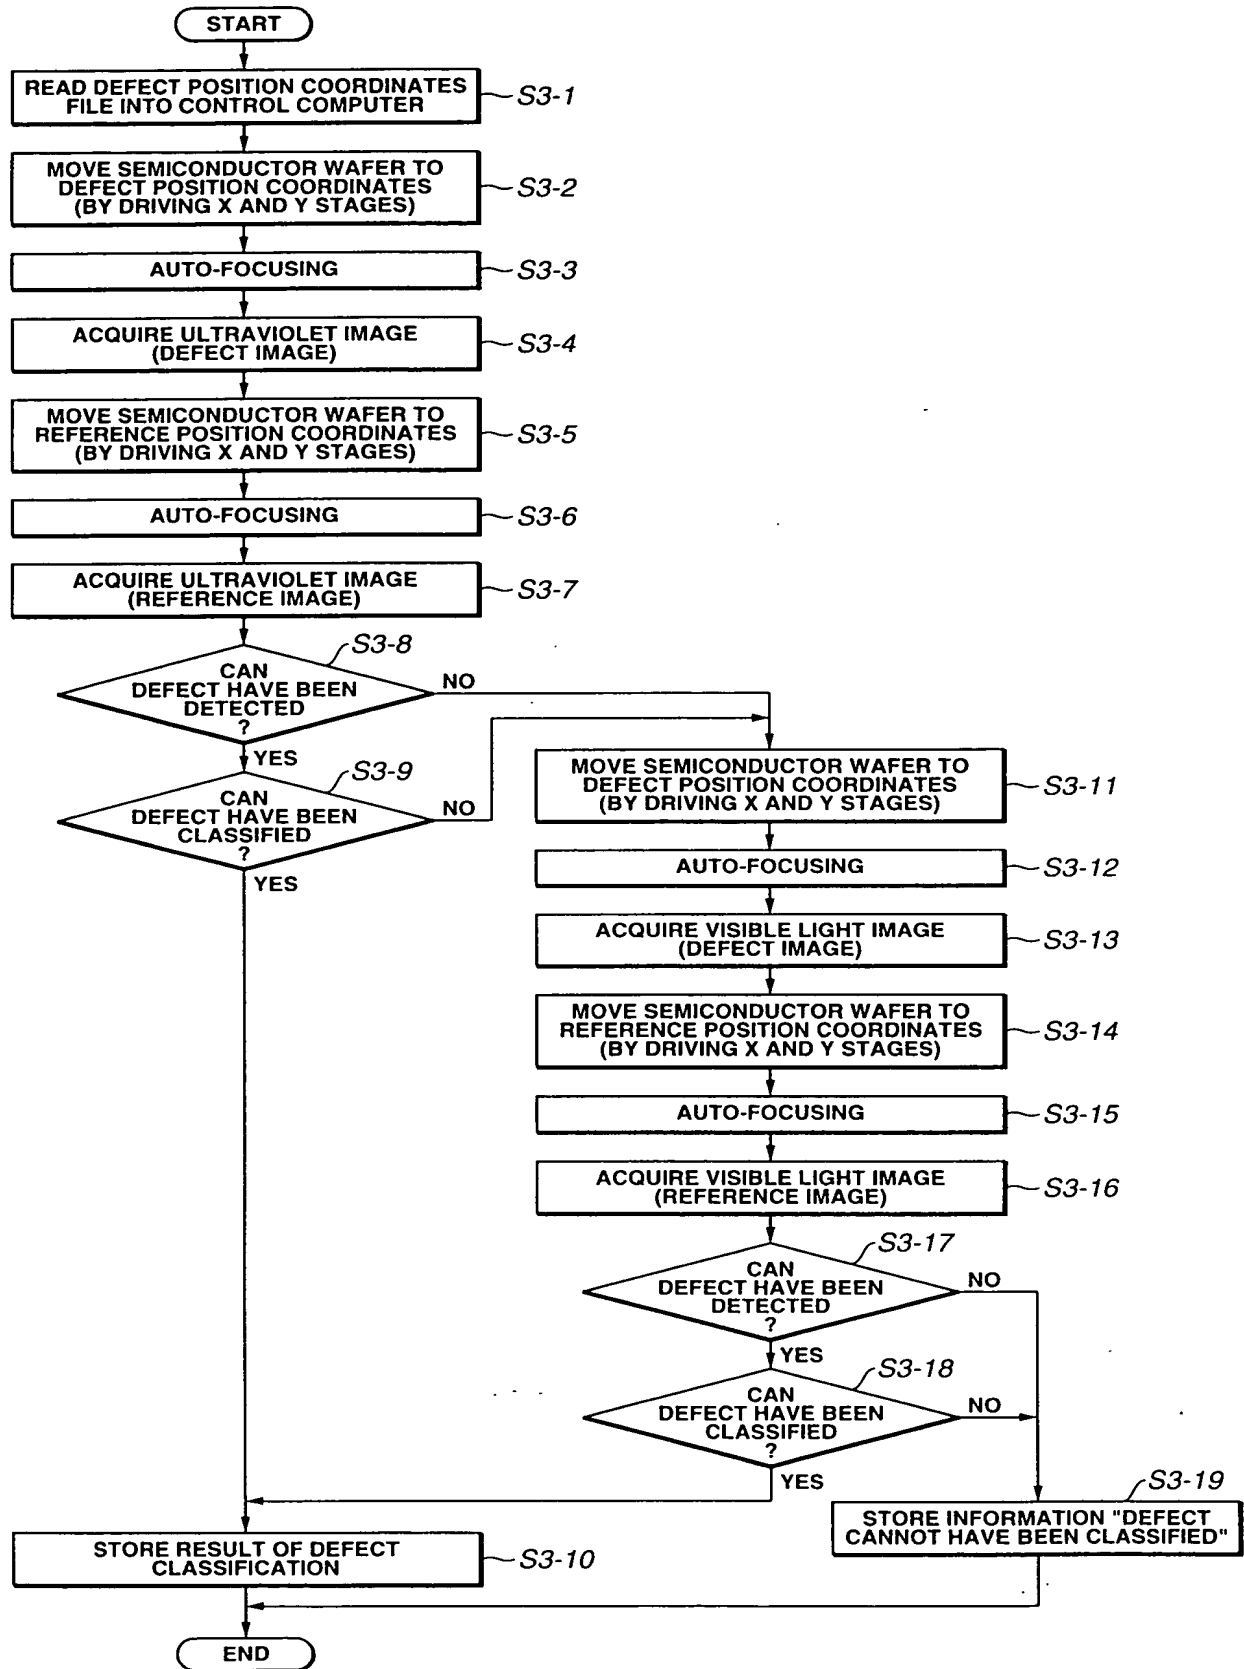 START
READ DEFECT POSITION COORDINATES
FILE INTO CONTROL COMPUTER
S3-1
MOVE SEMICONDUCTOR WAFER TO
DEFECT POSITION COORDINATES
(BY DRIVING X AND Y STAGES)
S3-2
AUTO-FOCUSING
S3-3
ACQUIRE ULTRAVIOLET IMAGE
(DEFECT IMAGE)
S3-4
MOVE SEMICONDUCTOR WAFER TO
REFERENCE POSITION COORDINATES
(BY DRIVING X AND Y STAGES)
S3-5
AUTO-FOCUSING
S3-6
ACQUIRE ULTRAVIOLET IMAGE
(REFERENCE IMAGE)
S3-7
S3-8
CAN
DEFECT HAVE BEEN
DETECTED
?
NO
YES
S3-9
CAN
DEFECT HAVE BEEN
CLASSIFIED
?
NO
YES
MOVE SEMICONDUCTOR WAFER TO
DEFECT POSITION COORDINATES
(BY DRIVING X AND Y STAGES)
S3-11
AUTO-FOCUSING
S3-12
ACQUIRE VISIBLE LIGHT IMAGE
(DEFECT IMAGE)
S3-13
MOVE SEMICONDUCTOR WAFER TO
REFERENCE POSITION COORDINATES
(BY DRIVING X AND Y STAGES)
S3-14
AUTO-FOCUSING
S3-15
ACQUIRE VISIBLE LIGHT IMAGE
(REFERENCE IMAGE)
S3-16
S3-17
CAN
DEFECT HAVE BEEN
DETECTED
?
NO
YES
S3-18
CAN
DEFECT HAVE BEEN
CLASSIFIED
?
NO
YES
S3-19
STORE INFORMATION "DEFECT
CANNOT HAVE BEEN CLASSIFIED"
STORE RESULT OF DEFECT
CLASSIFICATION
S3-10
END